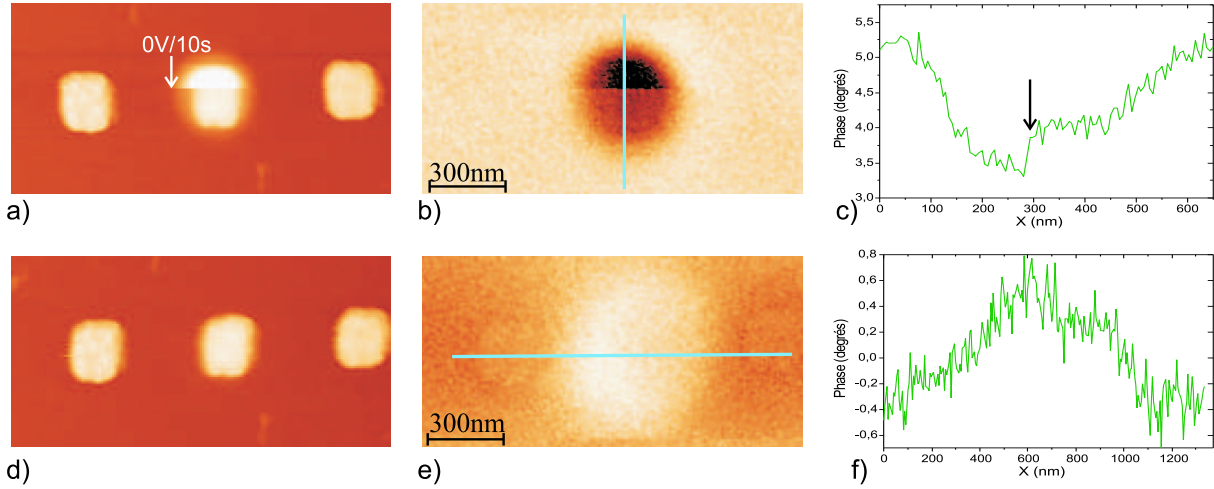 0V/10s
a)
300nm
b)
Phase (degrés)
5,5
5,0
4,5
4,0
3,5
3,0
0 100 200 300 400 500 600
X (nm)
c)
d)
300nm
e)
Phase (degrés)
0,8
0,6
0,4
0,2
0,0
-0,2
-0,4
-0,6
0 200 400 600 800 1000 1200
X (nm)
f)